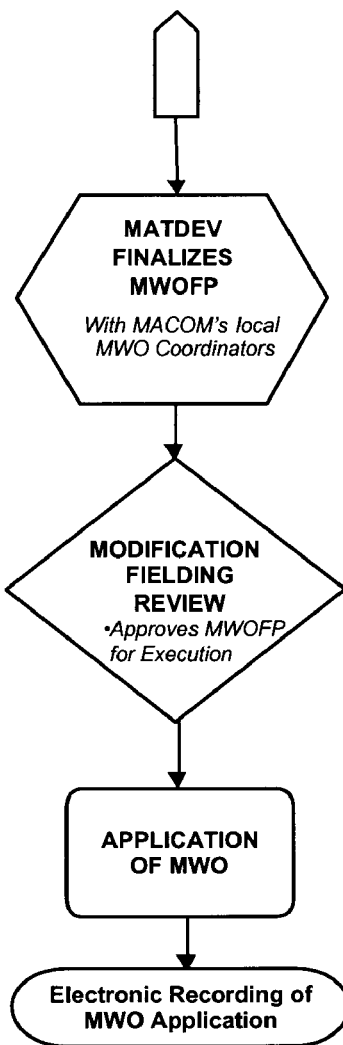 MATDEV
FINALIZES
MWOFP
With MACOM's local
MWO Coordinators
MODIFICATION
FIELDING
REVIEW
•Approves MWOFP
for Execution
APPLICATION
OF MWO
Electronic Recording of
MWO Application